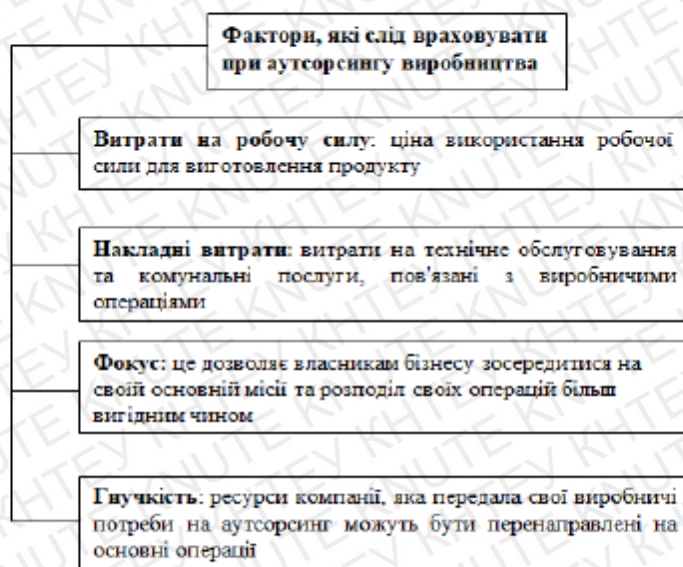 Фактори, які слід враховувати
при аутсорсингу виробництва
Витрати на робочу силу: ціна використання робочої
сили для виготовлення продукту
Накладні витрати: витрати на технічне обслуговування
та комунальні послуги, пов'язані з виробничими
операціями
Фокус: це дозволяє власникам бізнесу зосередитися на
своїй основній місії та розподіл своїх операцій більш
вигідним чином
Гнучкість: ресурси компанії, яка передала свої виробничі
потреби на аутсорсинг можуть бути перенаправлені на
основні операції